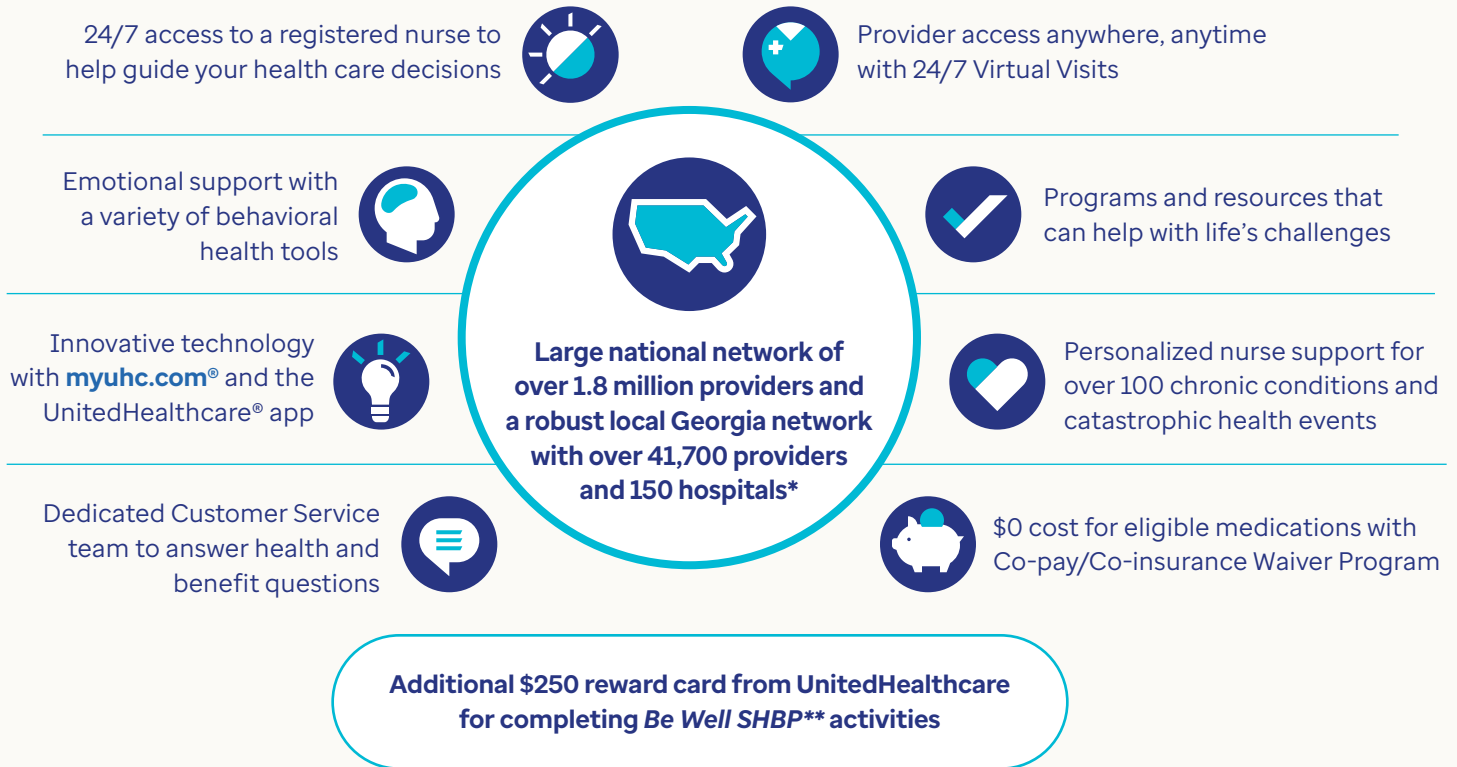 24/7 access to a registered nurse to
help guide your health care decisions
Provider access anywhere, anytime
with 24/7 Virtual Visits
Emotional support with
a variety of behavioral
health tools
Programs and resources that
can help with life's challenges
Large national network of
over 1.8 million providers and
a robust local Georgia network
with over 41,700 providers
and 150 hospitals*
Innovative technology
with myuhc.com® and the
UnitedHealthcare® app
Personalized nurse support for
over 100 chronic conditions and
catastrophic health events
Dedicated Customer Service
team to answer health and
benefit questions
$0 cost for eligible medications with
Co-pay/Co-insurance Waiver Program
Additional $250 reward card from UnitedHealthcare
for completing Be Well SHBP** activities